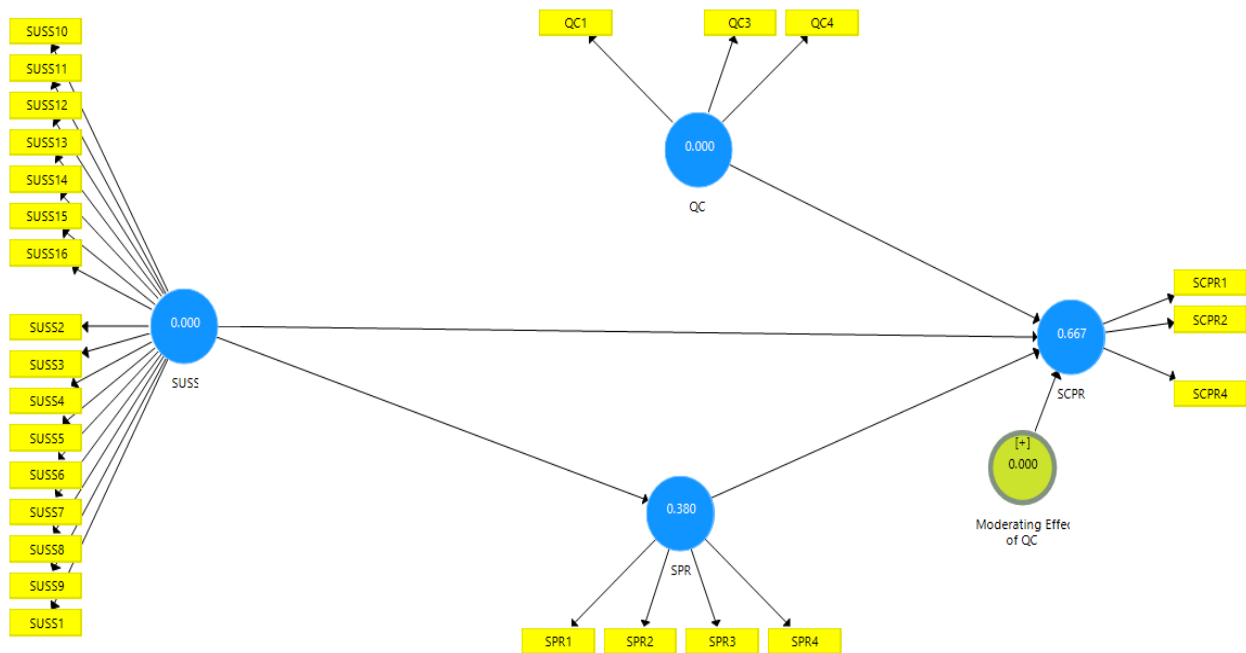 SUSS10
SUSS11
SUSS12
SUSS13
SUSS14
SUSS15
SUSS16
SUSS2
SUSS3
SUSS4
SUSS5
SUSS6
SUSS7
SUSS8
SUSS9
SUSS1
0.000
SUSS
QC1
QC3
QC4
0.000
QC
0.667
SCPR
SCPR1
SCPR2
SCPR4
[+]
0.000
Moderating Effec
of QC
0.380
SPR
SPR1
SPR2
SPR3
SPR4